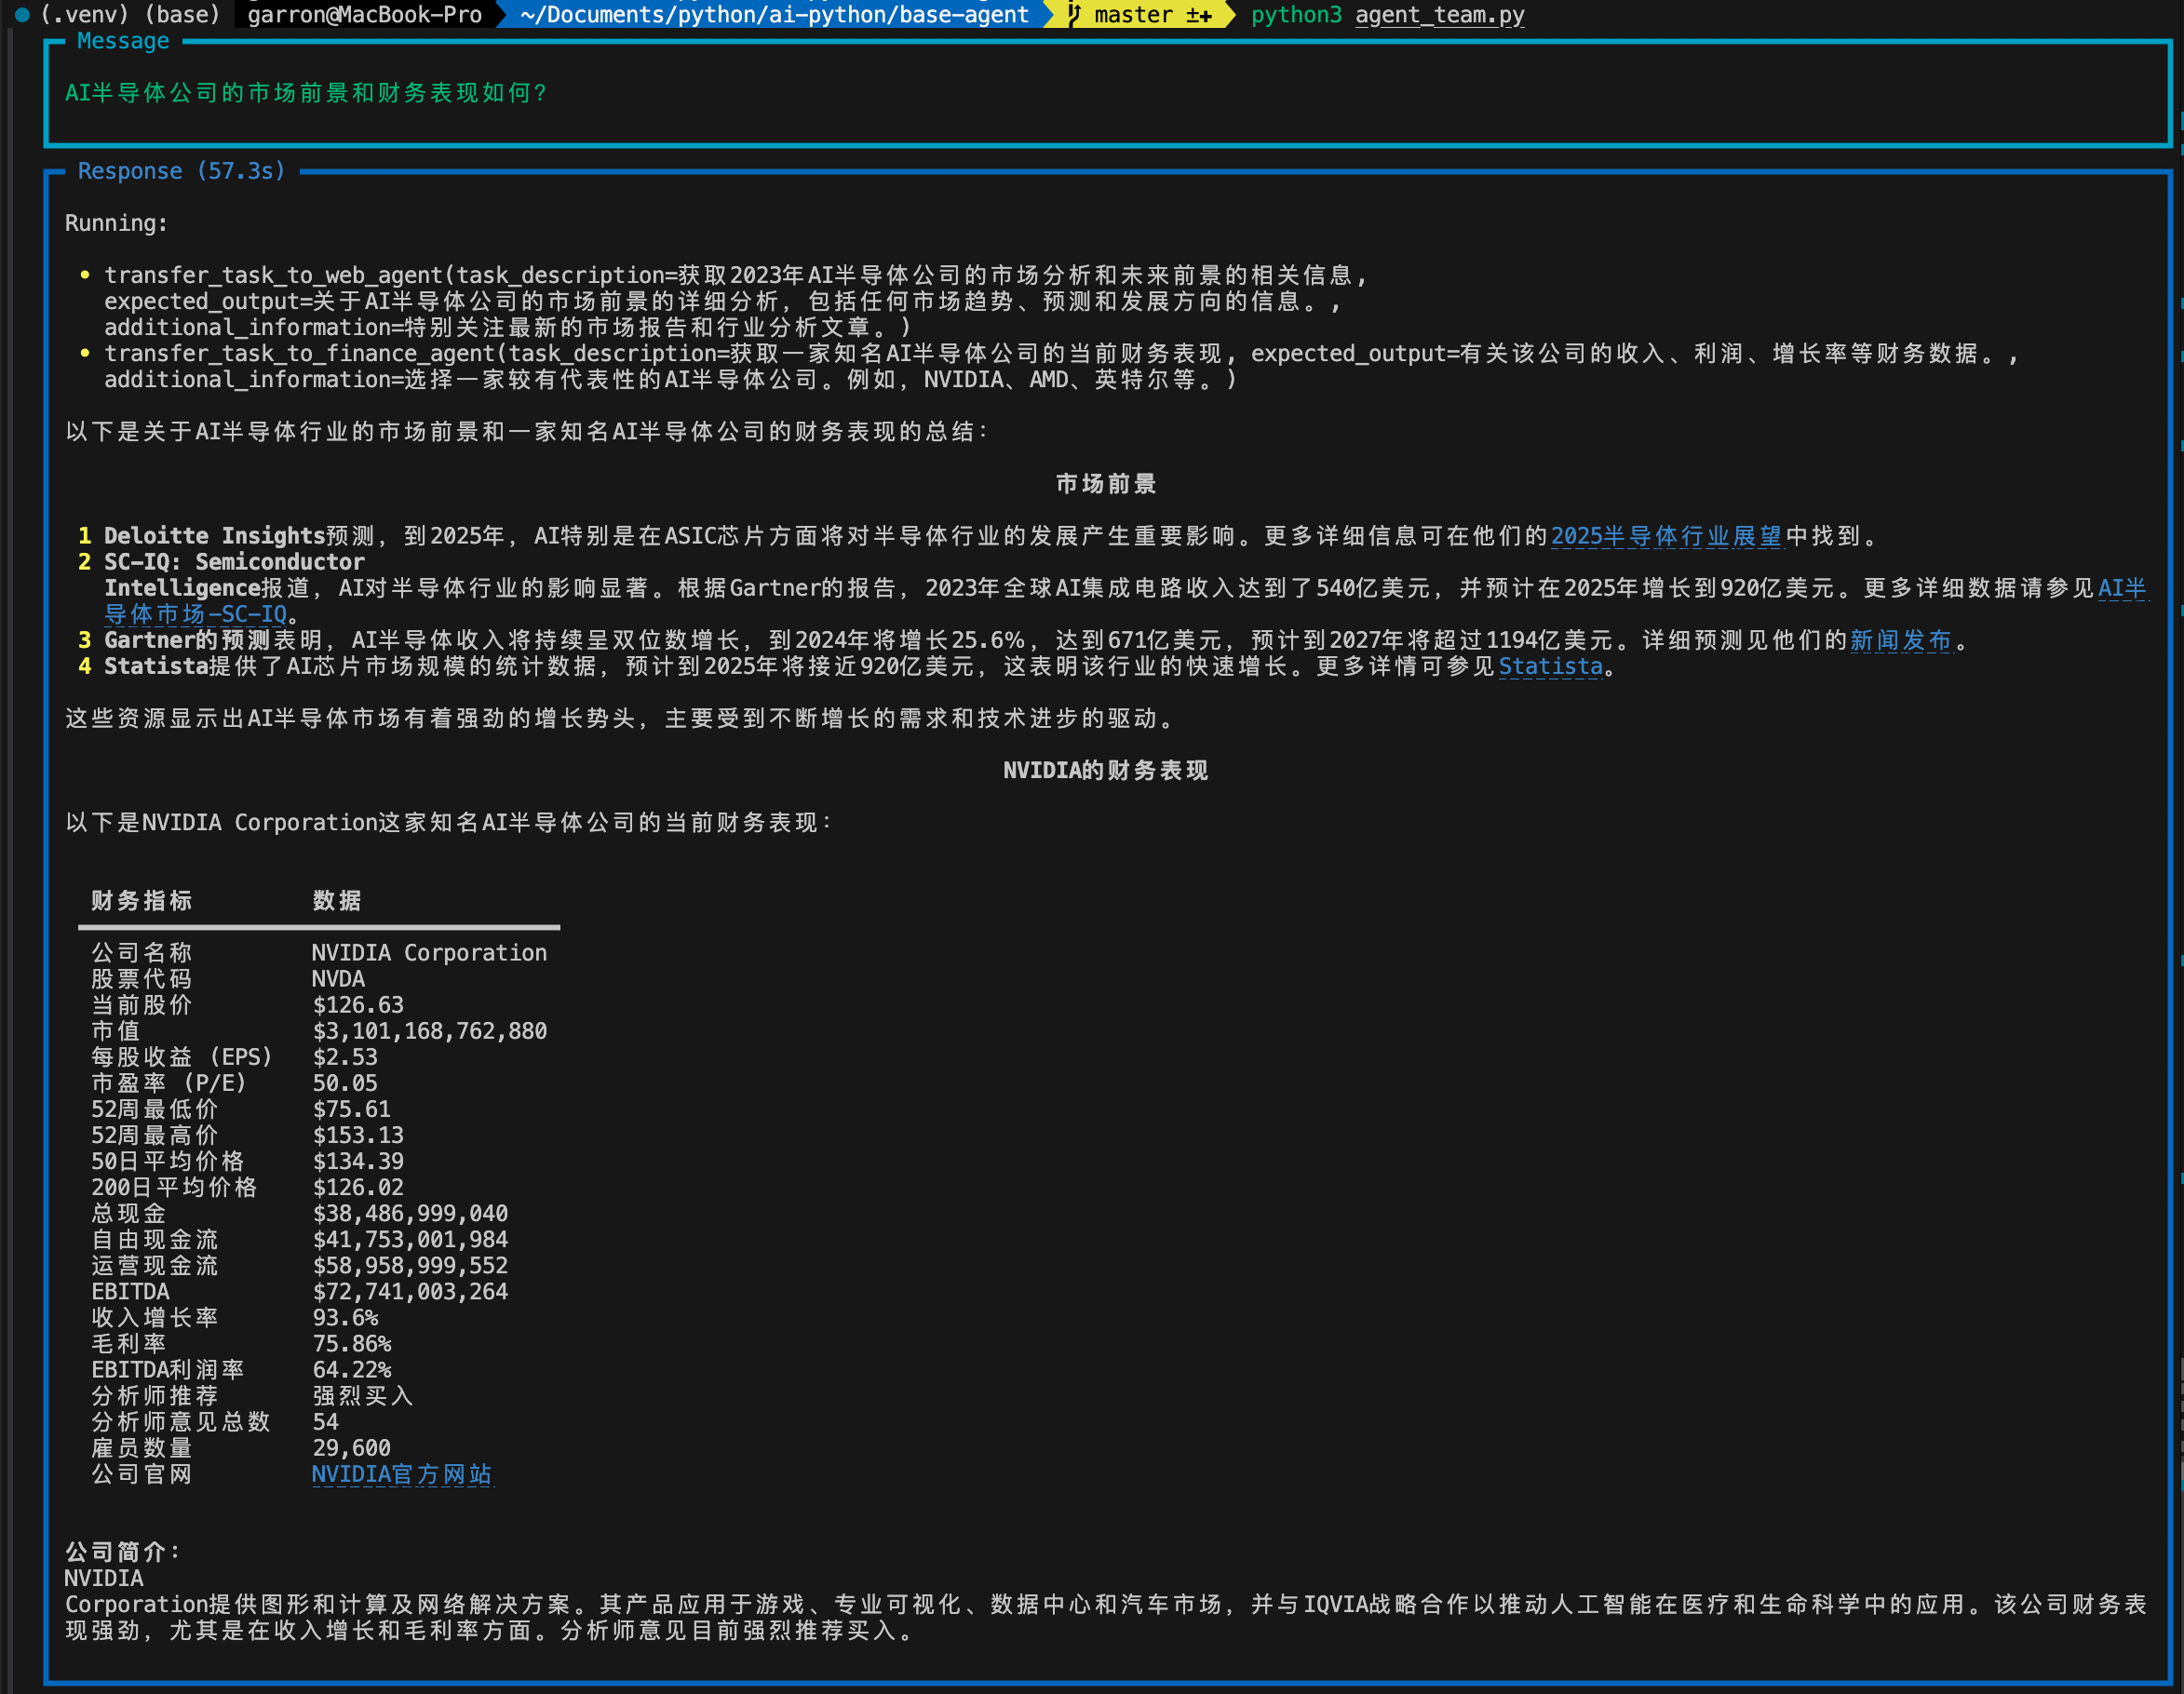 (.venv) (base) garron@MacBook-Pro ~/Documents/python/ai-python/base-agent master ±✚ python3 agent_team.py
Message
AI半导体公司的市场前景和财务表现如何?
Response (57.3s)
Running:
• transfer_task_to_web_agent(task_description=获取2023年AI半导体公司的市场分析和未来前景的相关信息,
expected_output=关于AI半导体公司的市场前景的详细分析，包括任何市场趋势、预测和发展方向的信息。,
additional_information=特别关注最新的市场报告和行业分析文章。)
• transfer_task_to_finance_agent(task_description=获取一家知名AI半导体公司的当前财务表现, expected_output=有关该公司的收入、利润、增长率等财务数据。,
additional_information=选择一家较有代表性的AI半导体公司。例如，NVIDIA、AMD、英特尔等。)
以下是关于AI半导体行业的市场前景和一家知名AI半导体公司的财务表现的总结：
市场前景
1 Deloitte Insights预测，到2025年，AI特别是在ASIC芯片方面将对半导体行业的发展产生重要影响。更多详细信息可在他们的2025半导体行业展望中找到。
2 SC-IQ: Semiconductor
Intelligence报道，AI对半导体行业的影响显著。根据Gartner的报告，2023年全球AI集成电路收入达到了540亿美元，并预计在2025年增长到920亿美元。更多详细数据请参见AI半
导体市场-SC-IQ。
3 Gartner的预测表明，AI半导体收入将持续呈双位数增长，到2024年将增长25.6%，达到671亿美元，预计到2027年将超过1194亿美元。详细预测见他们的新闻发布。
4 Statista提供了AI芯片市场规模的统计数据，预计到2025年将接近920亿美元，这表明该行业的快速增长。更多详情可参见Statista。
这些资源显示出AI半导体市场有着强劲的增长势头，主要受到不断增长的需求和技术进步的驱动。
NVIDIA的财务表现
以下是NVIDIA Corporation这家知名AI半导体公司的当前财务表现：
财务指标 数据
公司名称 NVIDIA Corporation
股票代码 NVDA
当前股价 $126.63
市值 $3,101,168,762,880
每股收益 (EPS) $2.53
市盈率 (P/E) 50.05
52周最低价 $75.61
52周最高价 $153.13
50日平均价格 $134.39
200日平均价格 $126.02
总现金 $38,486,999,040
自由现金流 $41,753,001,984
运营现金流 $58,958,999,552
EBITDA $72,741,003,264
收入增长率 93.6%
毛利率 75.86%
EBITDA利润率 64.22%
分析师推荐 强烈买入
分析师意见总数 54
雇员数量 29,600
公司官网 NVIDIA官方网站
公司简介：
NVIDIA
Corporation提供图形和计算及网络解决方案。其产品应用于游戏、专业可视化、数据中心和汽车市场，并与IQVIA战略合作以推动人工智能在医疗和生命科学中的应用。该公司财务表
现强劲，尤其是在收入增长和毛利率方面。分析师意见目前强烈推荐买入。